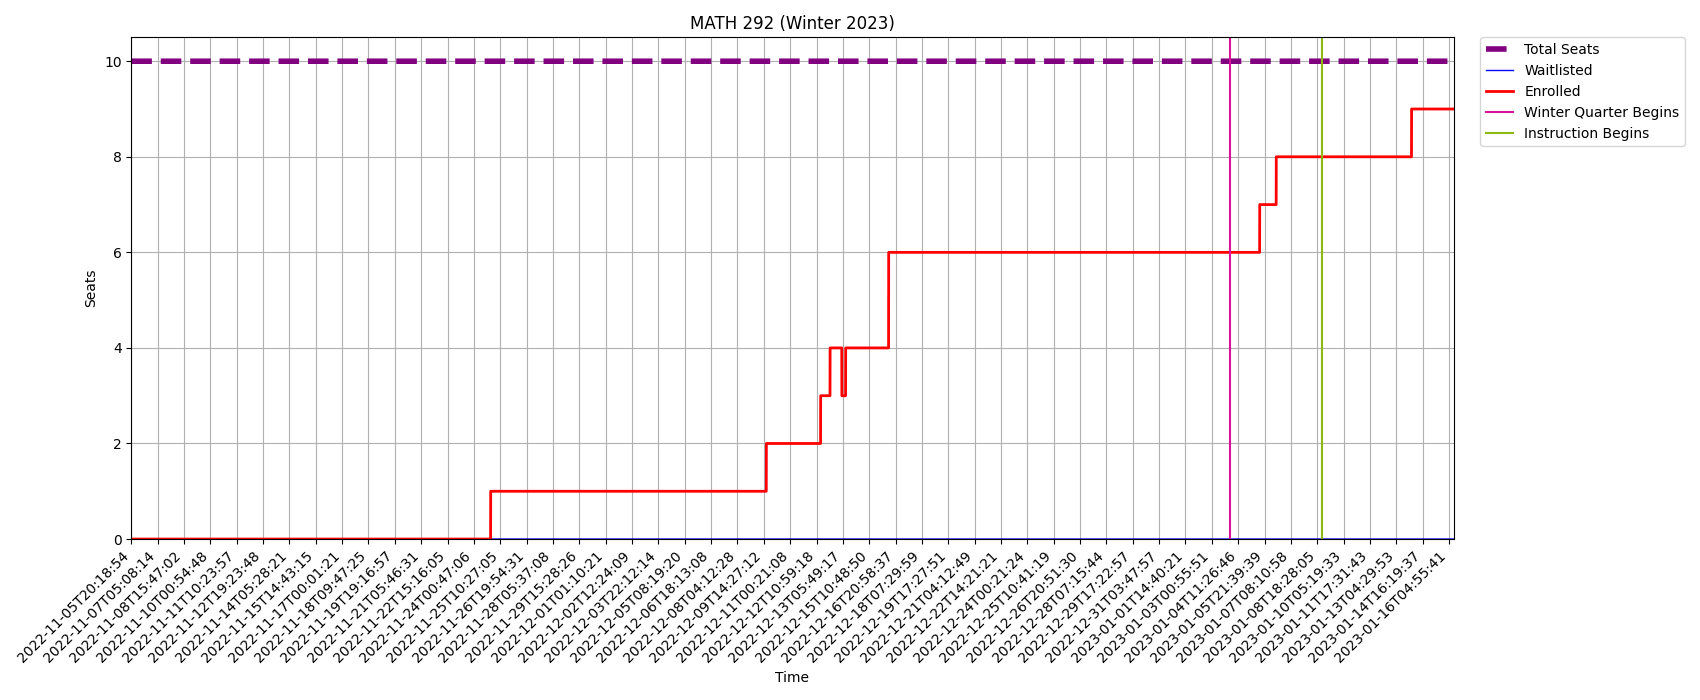 MATH 292 (Winter 2023)
Total Seats
Waitlisted
Enrolled
Winter Quarter Begins
Instruction Begins
Seats
10
8
6
4
2
0
2022-11-05T20:18:54
2022-11-07T05:08:14
2022-11-08T15:47:02
2022-11-10T00:54:48
2022-11-11T10:23:57
2022-11-12T19:23:48
2022-11-14T05:28:21
2022-11-15T14:43:15
2022-11-17T00:01:21
2022-11-18T09:47:25
2022-11-19T19:16:57
2022-11-21T05:46:31
2022-11-22T15:16:05
2022-11-24T00:47:06
2022-11-25T10:27:05
2022-11-26T19:54:31
2022-11-28T05:37:08
2022-11-29T15:28:26
2022-12-01T01:10:21
2022-12-02T12:24:09
2022-12-03T22:12:14
2022-12-05T08:19:20
2022-12-06T18:13:08
2022-12-08T04:12:28
2022-12-09T14:27:12
2022-12-11T00:21:08
2022-12-12T10:59:18
2022-12-13T05:49:17
2022-12-15T10:48:50
2022-12-16T20:58:37
2022-12-18T07:29:59
2022-12-19T17:27:51
2022-12-21T04:12:49
2022-12-22T14:21:21
2022-12-24T00:21:24
2022-12-25T10:41:19
2022-12-26T20:51:30
2022-12-28T07:15:44
2022-12-29T17:22:57
2022-12-31T03:47:57
2023-01-01T14:40:21
2023-01-03T00:55:51
2023-01-04T11:26:46
2023-01-05T21:39:39
2023-01-07T08:10:58
2023-01-08T18:28:05
2023-01-10T05:19:33
2023-01-11T17:31:43
2023-01-13T04:29:53
2023-01-14T16:19:37
2023-01-16T04:55:41
Time